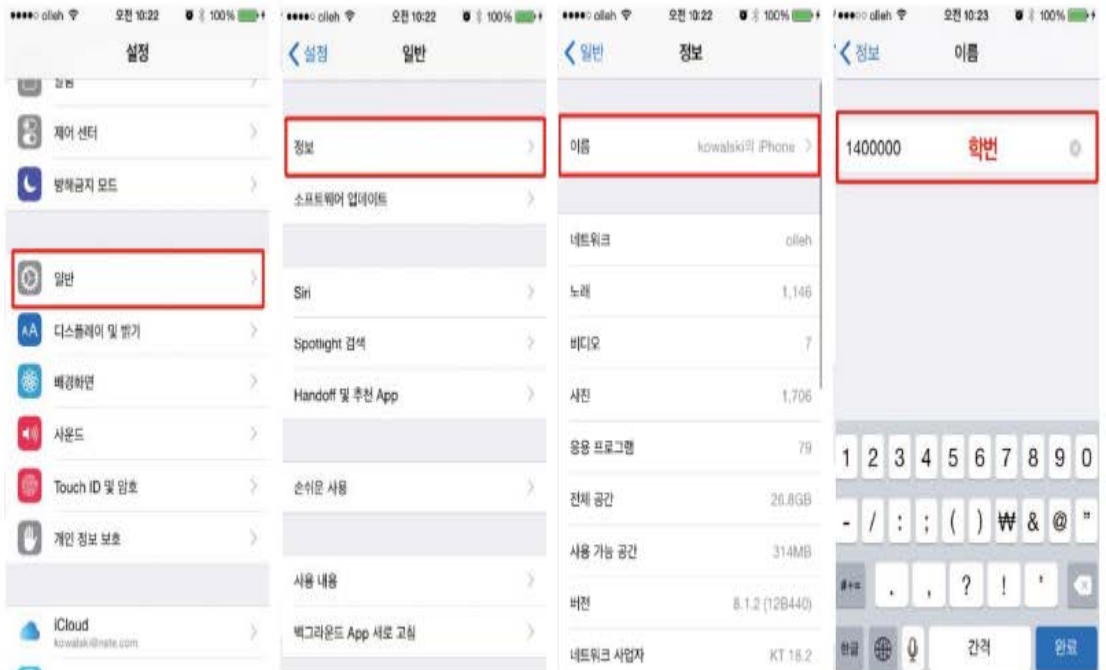 olleh 오전 10:22 100%
설정
알림
제어 센터
방해금지 모드
일반
디스플레이 및 밝기
배경화면
사운드
Touch ID 및 암호
개인 정보 보호
iCloud
kowalski@nate.com
olleh 오전 10:22 100%
설정 일반
정보
소프트웨어 업데이트
Siri
Spotlight 검색
Handoff 및 추천 App
손쉬운 사용
사용 내용
백그라운드 App 새로 고침
olleh 오전 10:22 100%
일반 정보
이름 kowalski의 iPhone
네트워크 olleh
노래 1,146
비디오 7
사진 1,706
응용 프로그램 79
전체 공간 26.8GB
사용 가능 공간 314MB
버전 8.1.2 (12B440)
네트워크 사업자 KT 18.2
olleh 오전 10:23 100%
정보 이름
1400000 학번
1 2 3 4 5 6 7 8 9 0
- / : ; ( ) ₩ & @ "
#+= . , ? ! '
한글 간격 완료